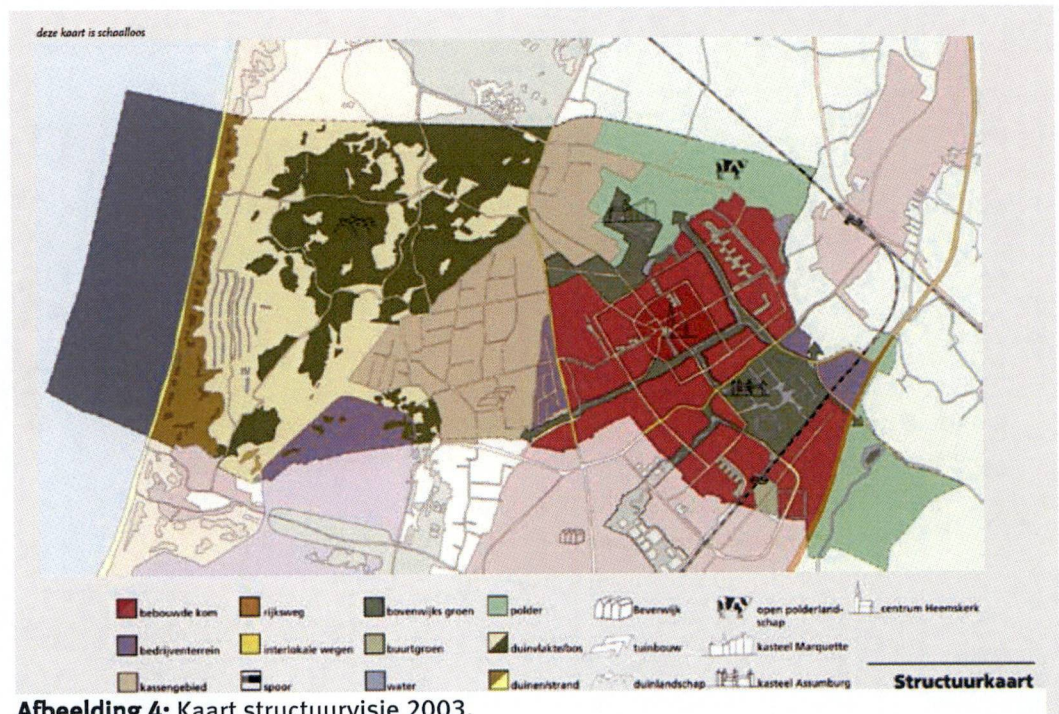 deze kaart is schaalloos
bebouwde kom
rijksweg
bovenwijks groen
polder
Beverwijk
open polderland-
schap
centrum Heemskerk
bedrijventerrein
interlokale wegen
buurtgroen
duinvlakte/bos
tuinbouw
kasteel Marquette
kassengebied
spoor
water
duinen/strand
duinlandschap
kasteel Assumburg
Structuurkaart
Afbeelding 4: Kaart structuurvisie 2003.